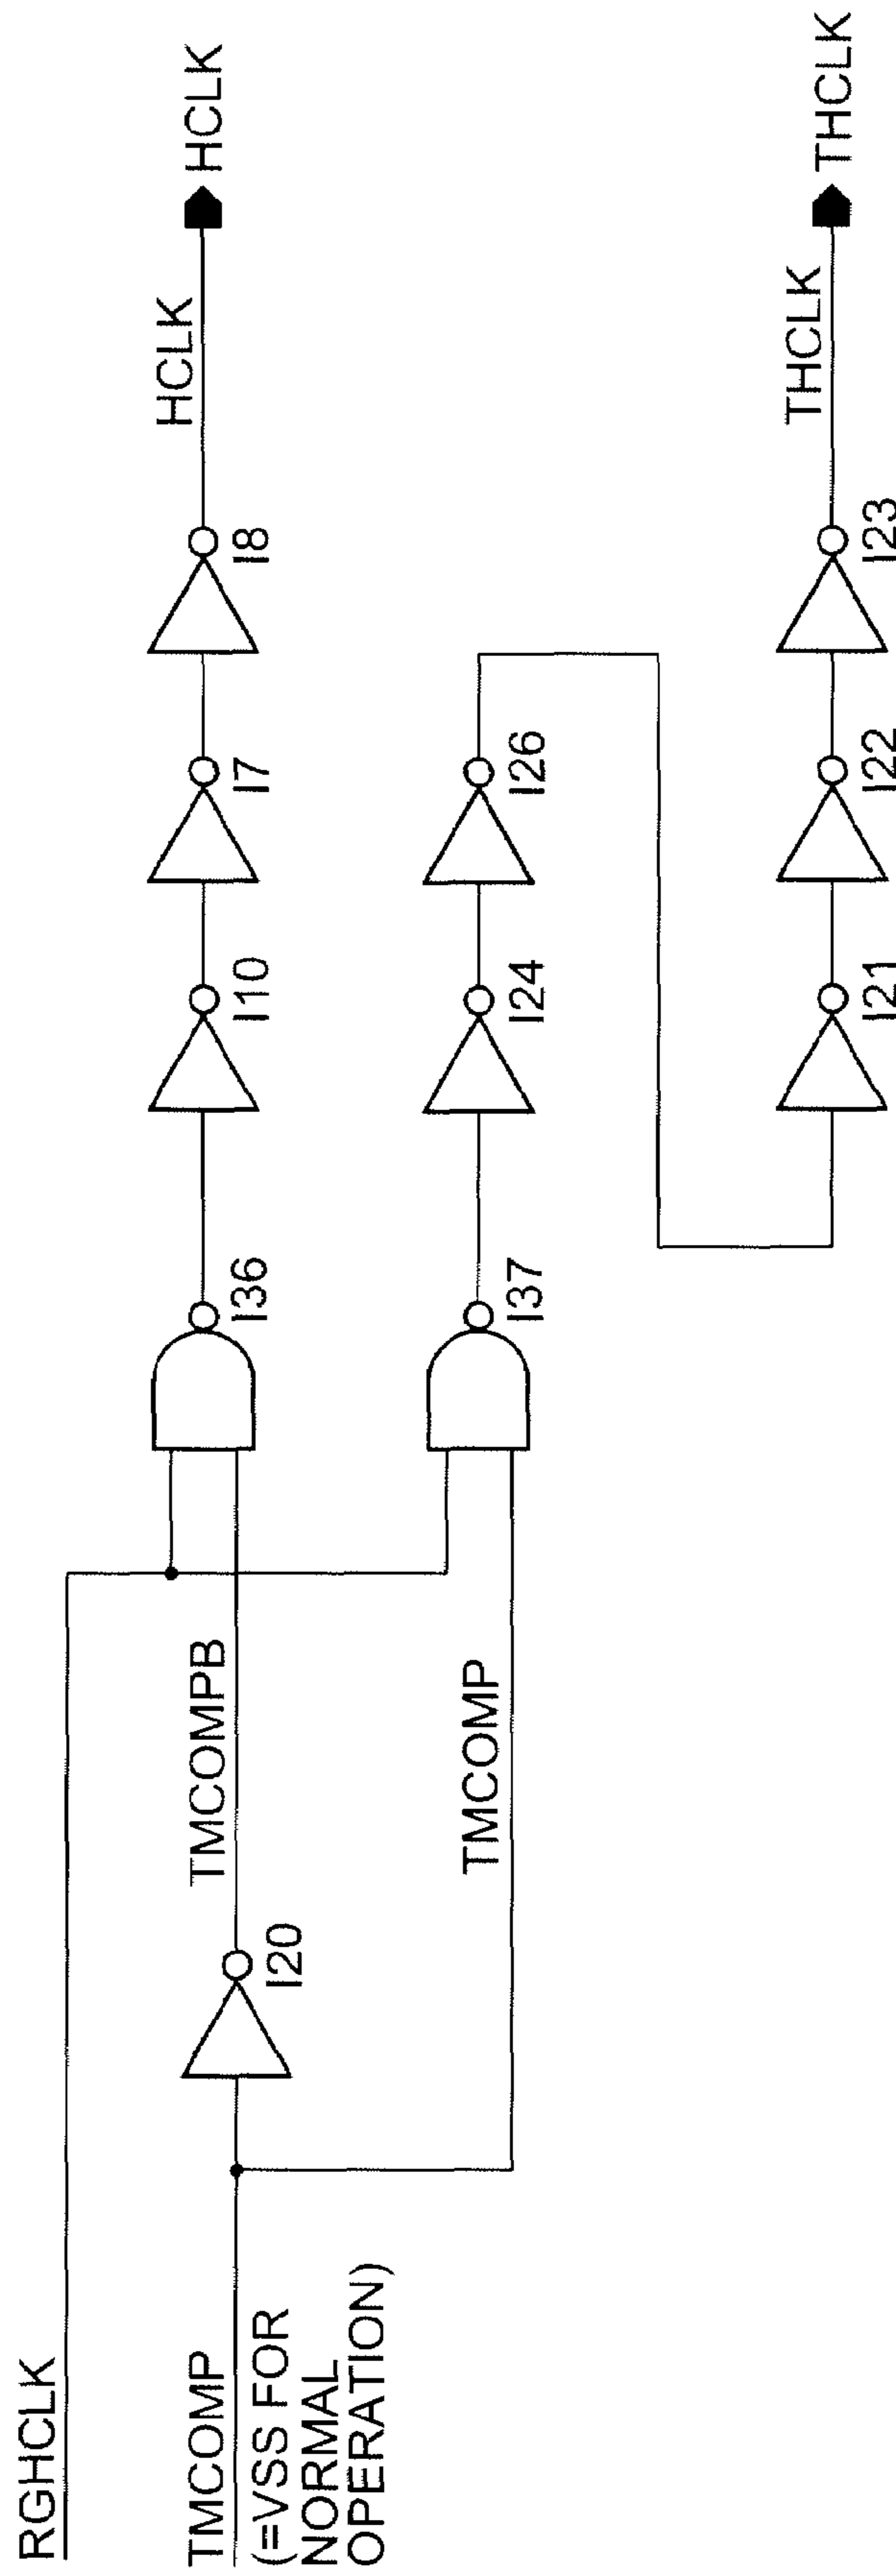 RGHCLK
TMCOMP
(=VSS FOR
NORMAL
OPERATION)
I20
TMCOMPB
TMCOMP
I36
I10
I7
I8
HCLK
HCLK
I37
I24
I26
I21
I22
I23
THCLK
THCLK